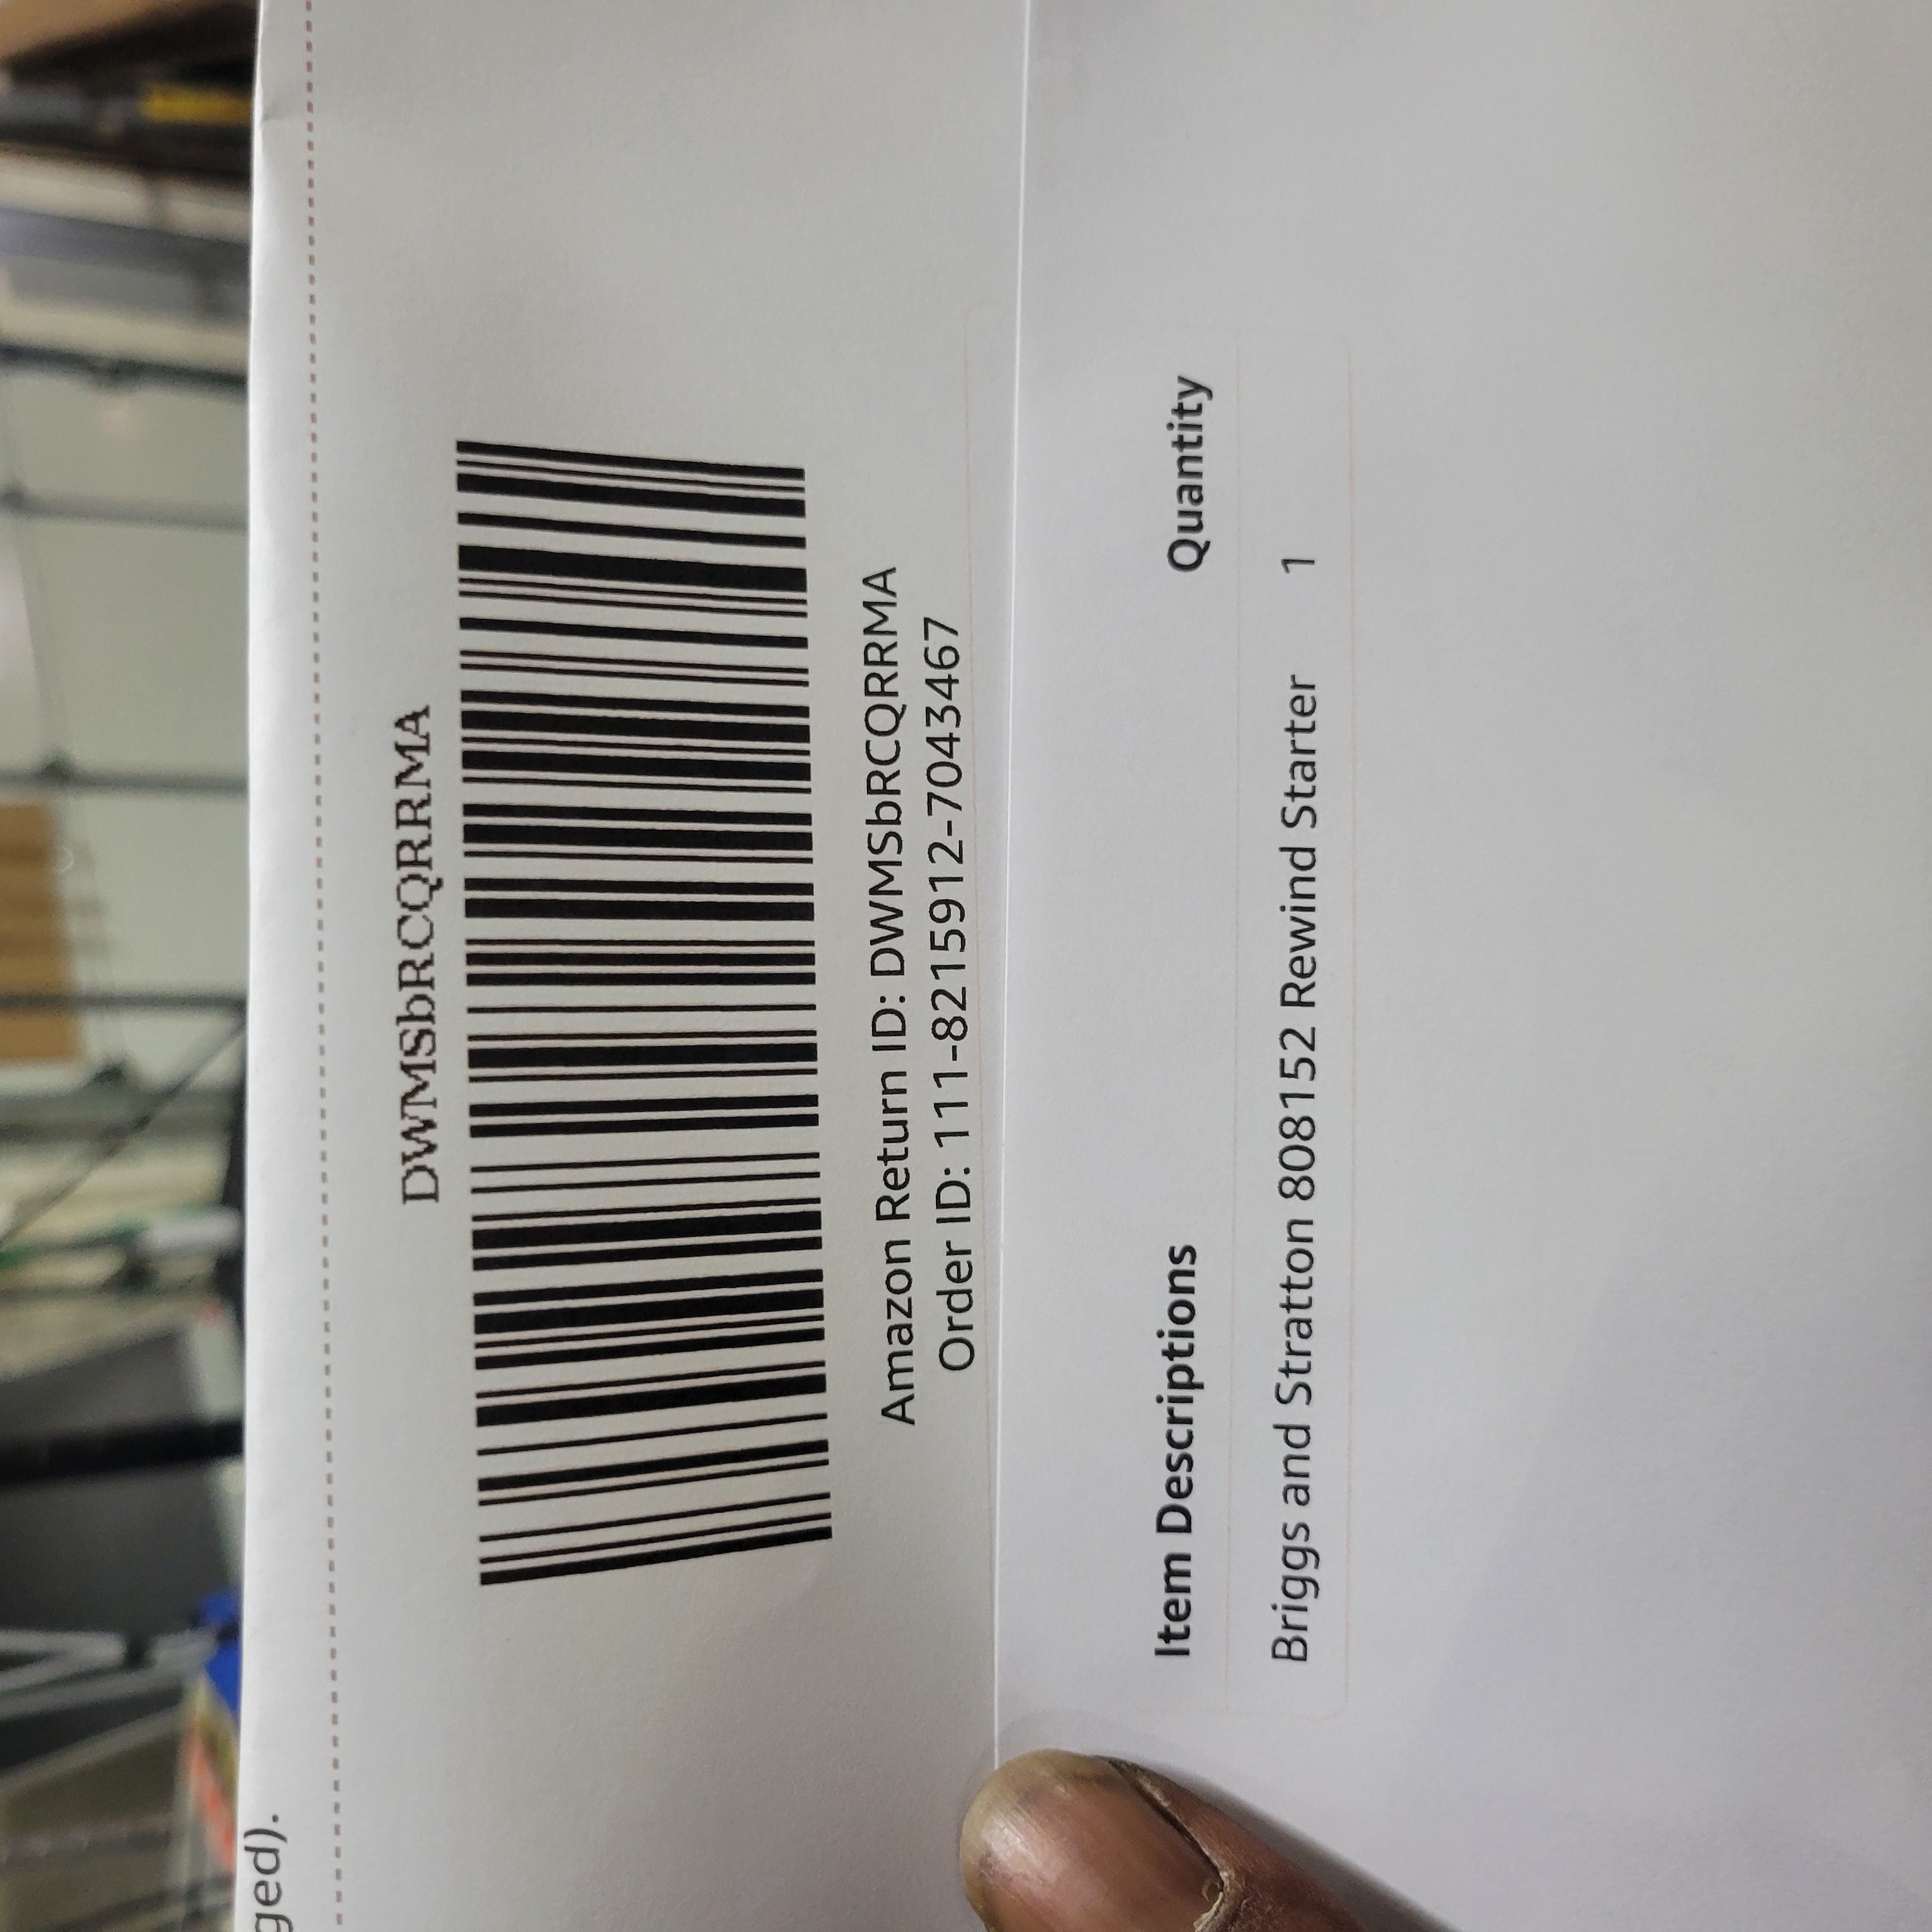 ged).
DWMSbRCQRRMA
Amazon Return ID: DWMSbRCQRRMA
Order ID: 111-8215912-7043467
Item Descriptions Quantity
Briggs and Stratton 808152 Rewind Starter 1